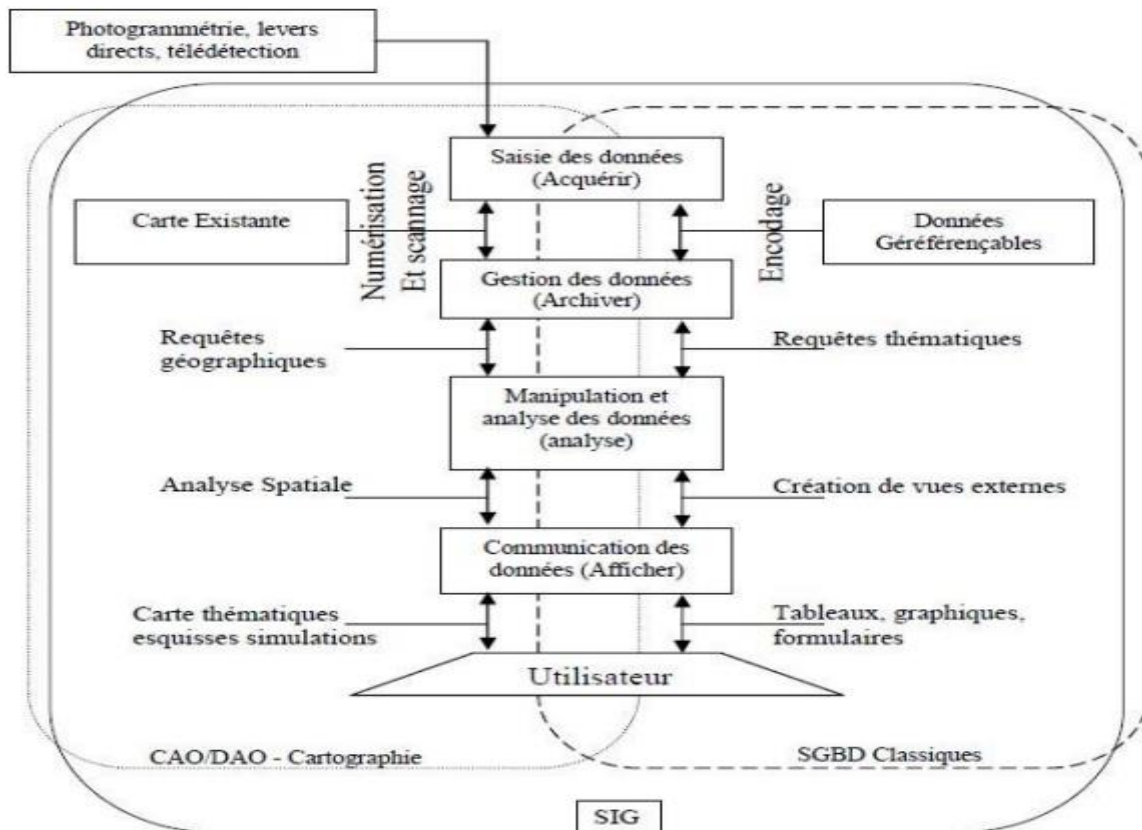 Photogrammétrie, levers
directs, télédétection
Saisie des données
(Acquérir)
Numérisation
Et scannage
Encodage
Carte Existante
Données
Géréférençables
Gestion des données
(Archiver)
Requêtes
géographiques
Requêtes thématiques
Manipulation et
analyse des données
(analyse)
Analyse Spatiale
Création de vues externes
Communication des
données (Afficher)
Carte thématiques
esquisses simulations
Tableaux, graphiques,
formulaires
Utilisateur
CAO/DAO - Cartographie
SGBD Classiques
SIG